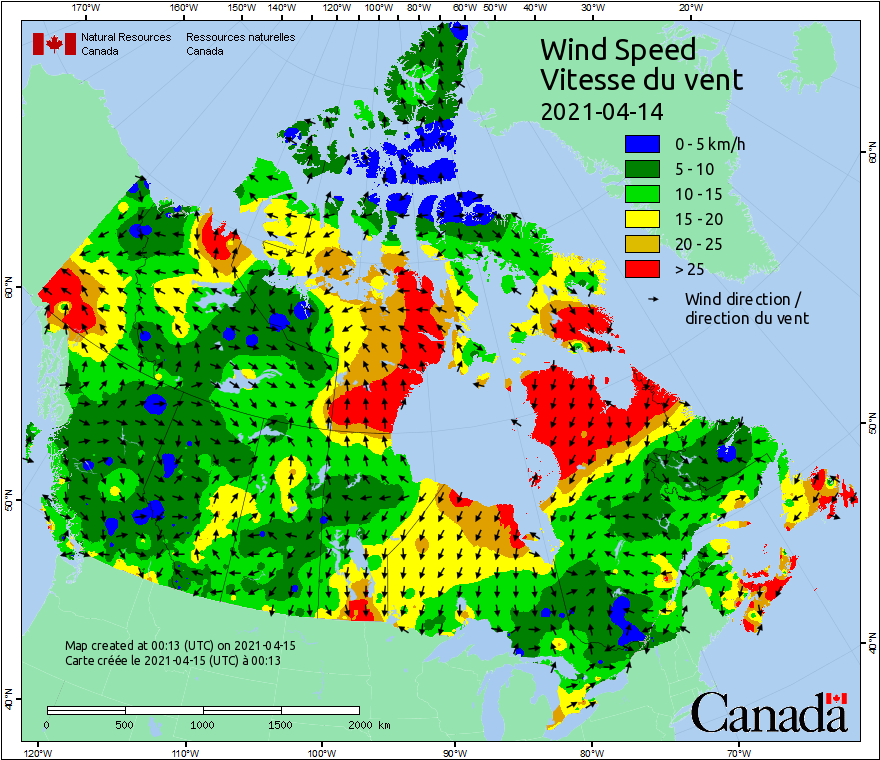 170°W 160°W 150°W 140°W 130°W 120°W 110°W 100°W 90°W 80°W 70°W 60°W 50°W 40°W 30°W 20°W
Natural Resources Ressources naturelles
Canada Canada
Wind Speed
Vitesse du vent
2021-04-14
0 - 5 km/h
5 - 10
10 - 15
15 - 20
20 - 25
> 25
Wind direction /
direction du vent
60°N
60°N
50°N
50°N
40°N
40°N
Map created at 00:13 (UTC) on 2021-04-15
Carte créée le 2021-04-15 (UTC) à 00:13
0 500 1000 1500 2000 km
Canada
120°W 110°W 100°W 90°W 80°W 70°W